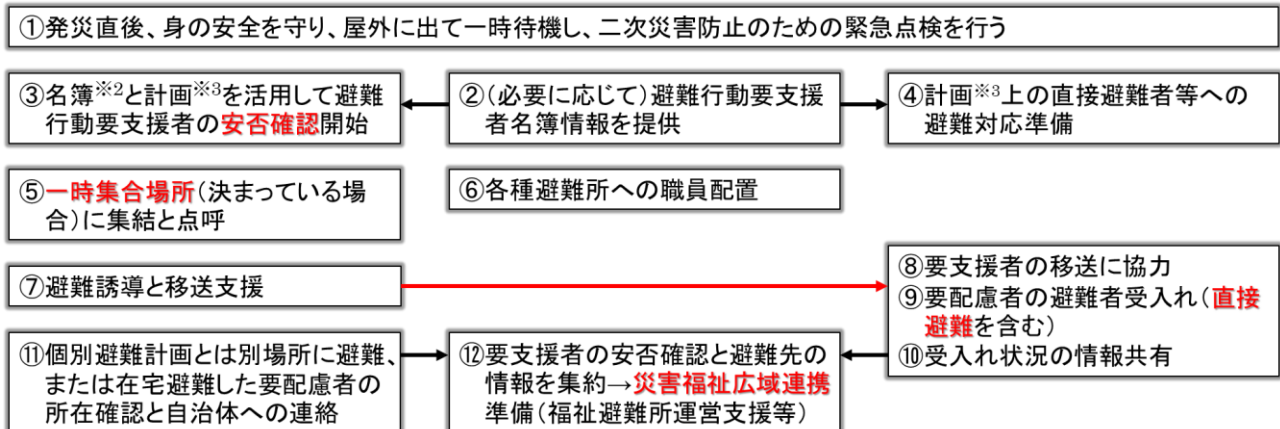 ①発災直後、身の安全を守り、屋外に出て一時待機し、二次災害防止のための緊急点検を行う
③名簿※2と計画※3を活用して避難
行動要支援者の安否確認開始
②(必要に応じて)避難行動要支援
者名簿情報を提供
④計画※3上の直接避難者等への
避難対応準備
⑤一時集合場所(決まっている場
合)に集結と点呼
⑥各種避難所への職員配置
⑦避難誘導と移送支援
⑧要支援者の移送に協力
⑨要配慮者の避難者受入れ(直接
避難を含む)
⑩受入れ状況の情報共有
⑪個別避難計画とは別場所に避難、
または在宅避難した要配慮者の
所在確認と自治体への連絡
⑫要支援者の安否確認と避難先の
情報を集約→災害福祉広域連携
準備(福祉避難所運営支援等)